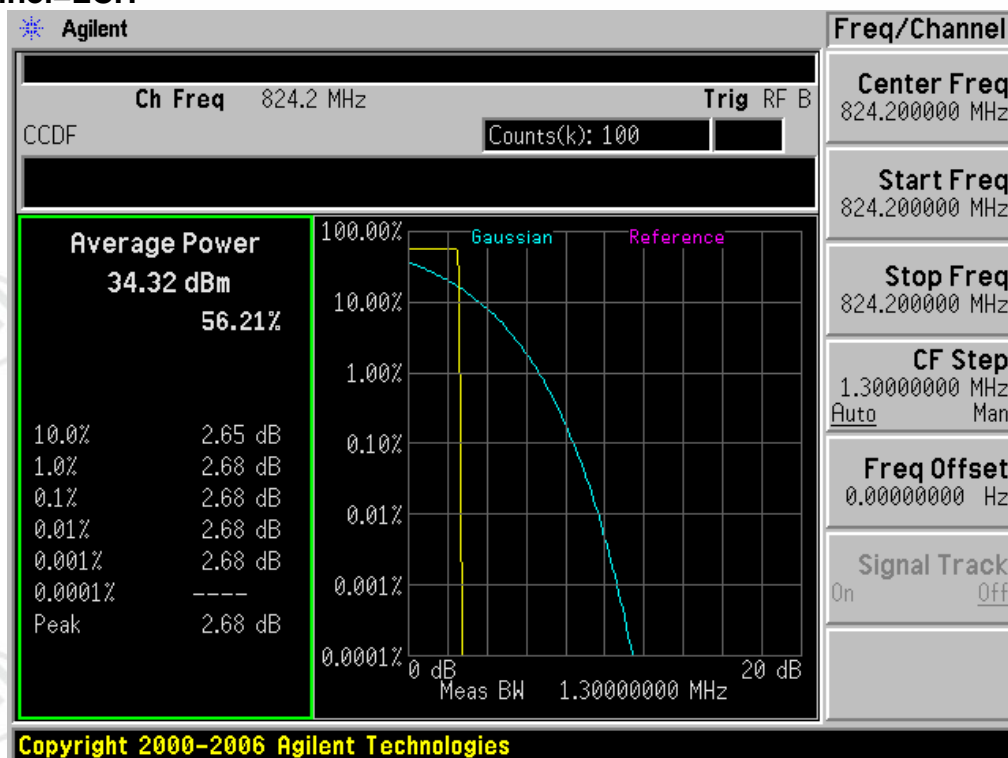 Agilent
Freq/Channel
Ch Freq 824.2 MHz Trig RF B
CCDF Counts(k): 100
Average Power
34.32 dBm
56.21%
10.0% 2.65 dB
1.0% 2.68 dB
0.1% 2.68 dB
0.01% 2.68 dB
0.001% 2.68 dB
0.0001% ----
Peak 2.68 dB
Gaussian Reference
100.00%
10.00%
1.00%
0.10%
0.01%
0.001%
0.0001%
0 dB 20 dB
Meas BW 1.30000000 MHz
Center Freq
824.200000 MHz
Start Freq
824.200000 MHz
Stop Freq
824.200000 MHz
CF Step
1.30000000 MHz
Auto Man
Freq Offset
0.00000000 Hz
Signal Track
On Off
Copyright 2000-2006 Agilent Technologies